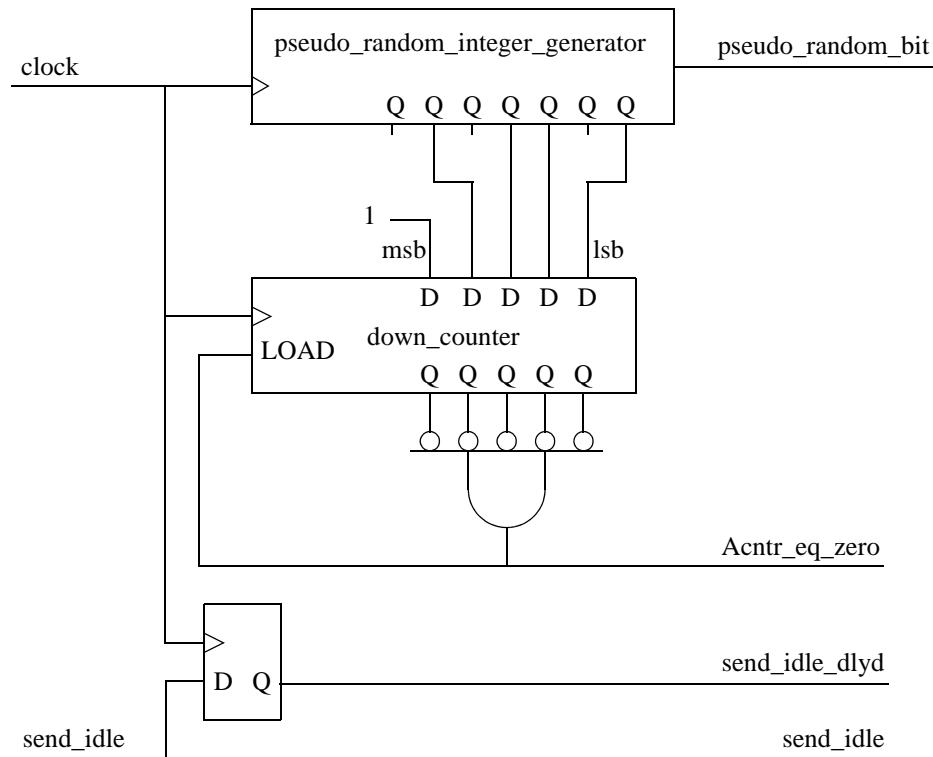 pseudo_random_integer_generator
pseudo_random_bit
clock
Q Q Q Q Q Q Q
1
msb
lsb
D D D D D
down_counter
LOAD
Q Q Q Q Q
Acntr_eq_zero
send_idle_dlyd
D Q
send_idle
send_idle